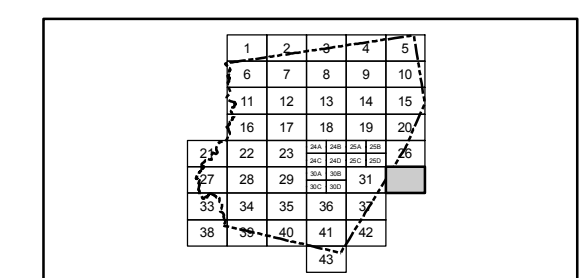 1 2 3 4 5
6 7 8 9 10
11 12 13 14 15
16 17 18 19 20
21 22 23 24A 24B 25A 25B 26
24C 24D 25C 25D
27 28 29 30A 30B 31
30C 30D
33 34 35 36 37
38 39 40 41 42
43